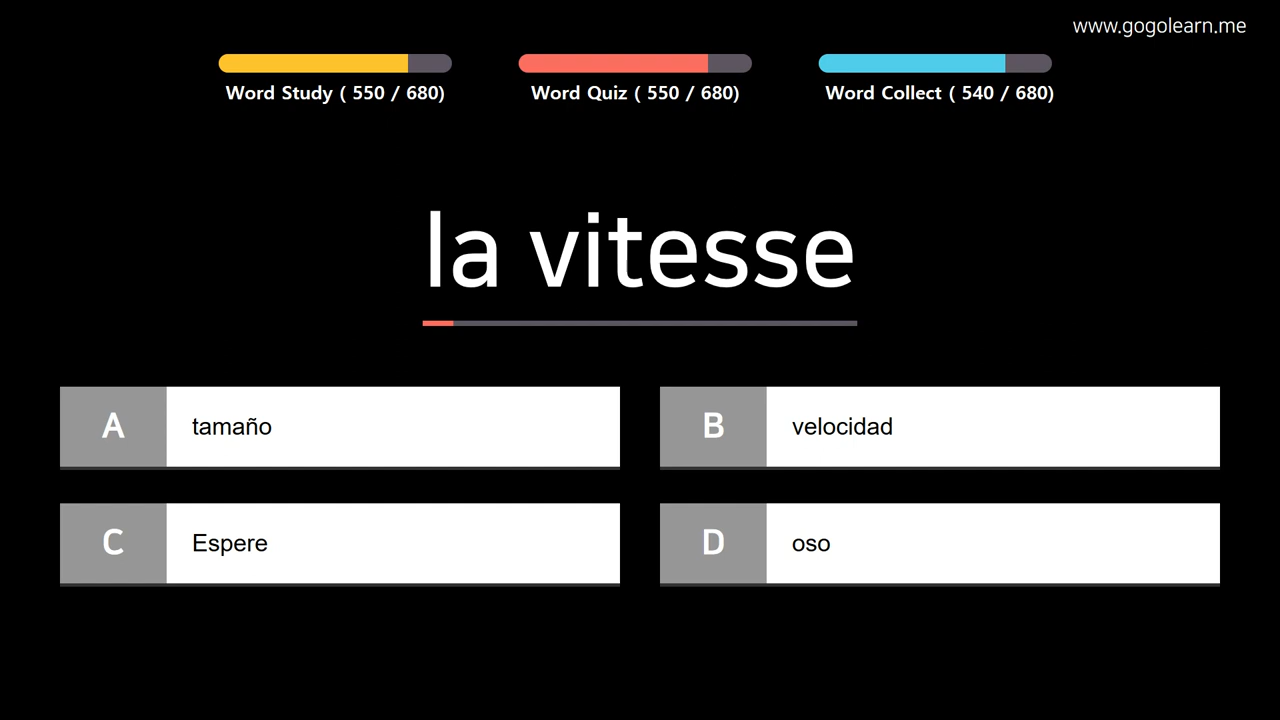 www.gogolearn.me
Word Study ( 550 / 680)
Word Quiz ( 550 / 680)
Word Collect ( 540 / 680)
la vitesse
A tamaño
B velocidad
C Espere
D oso